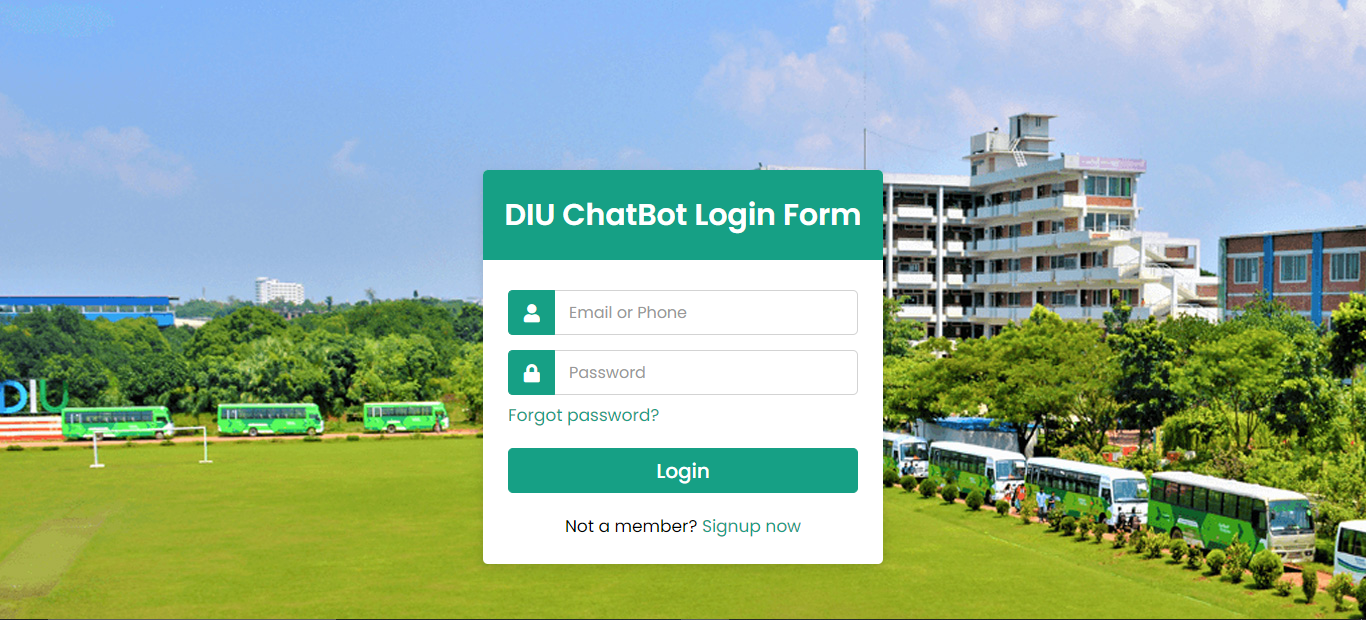 DIU ChatBot Login Form
Email or Phone
Password
DIU
Forgot password?
Login
Not a member? Signup now